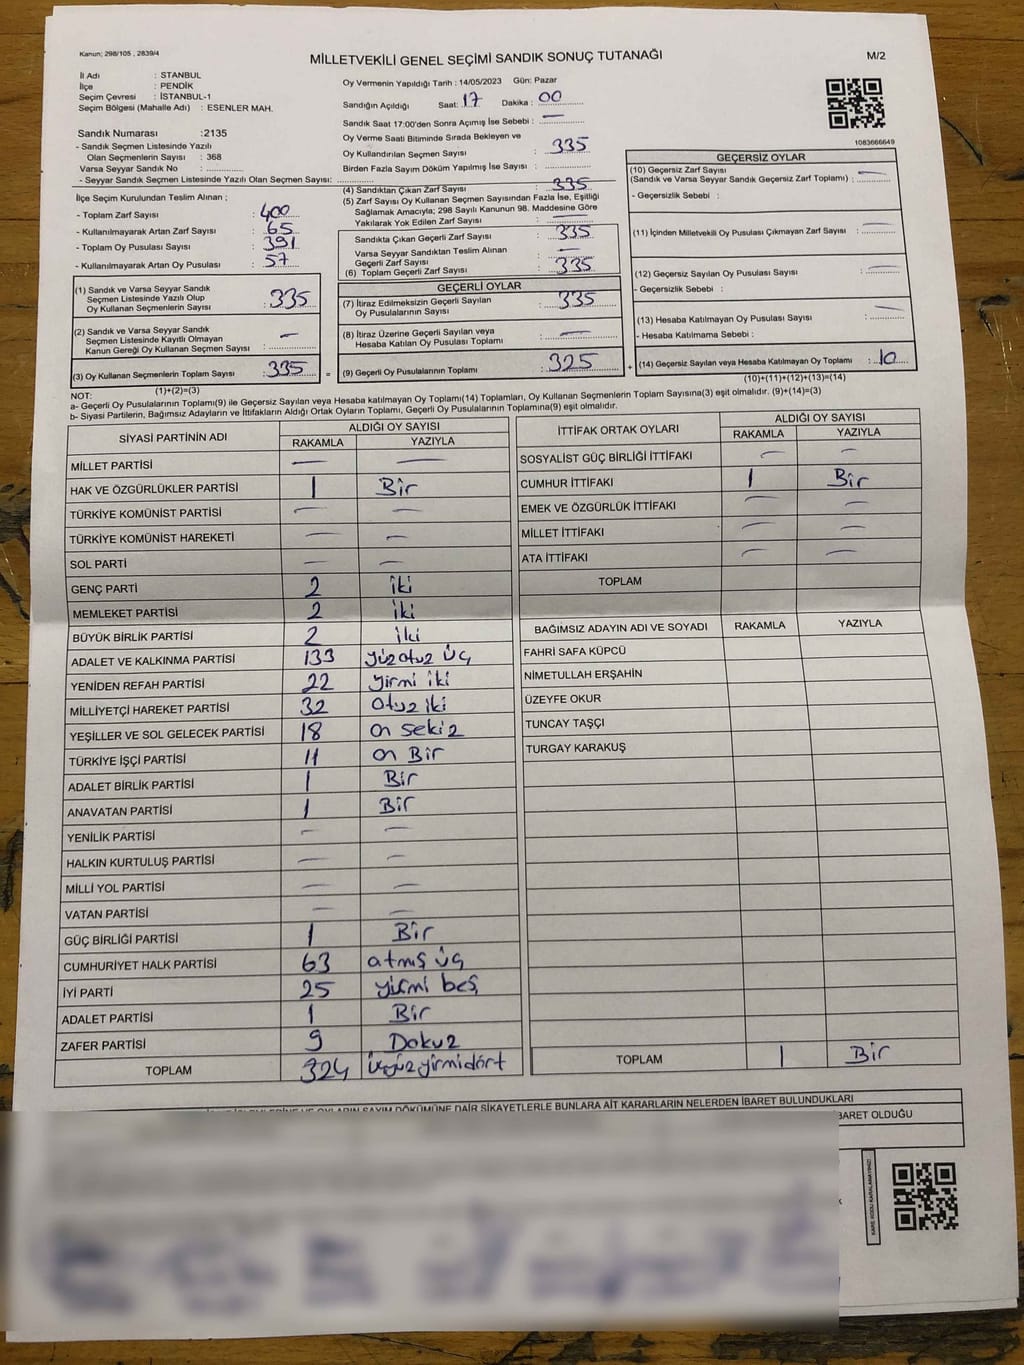 Kanun; 298/105 , 2839/4
MİLLETVEKİLİ GENEL SEÇİMİ SANDIK SONUÇ TUTANAĞI
M/2
İl Adı : STANBUL
İlçe : PENDİK
Seçim Çevresi : İSTANBUL-1
Seçim Bölgesi (Mahalle Adı) : ESENLER MAH.
Sandık Numarası :2135
- Sandık Seçmen Listesinde Yazılı
Olan Seçmenlerin Sayısı : 368
Varsa Seyyar Sandık No :
- Seyyar Sandık Seçmen Listesinde Yazılı Olan Seçmen Sayısı:
Oy Vermenin Yapıldığı Tarih : 14/05/2023 Gün: Pazar
Sandığın Açıldığı Saat: 17 Dakika : 00
Sandık Saat 17:00'den Sonra Açımış İse Sebebi : —
Oy Verme Saati Bitiminde Sırada Bekleyen ve
Oy Kullandırılan Seçmen Sayısı : 335
Birden Fazla Sayım Döküm Yapılmış İse Sayısı :
1083666649
İlçe Seçim Kurulundan Teslim Alınan ;
- Toplam Zarf Sayısı : 400
- Kullanılmayarak Artan Zarf Sayısı : 65
- Toplam Oy Pusulası Sayısı : 391
- Kullanılmayarak Artan Oy Pusulası : 57
(4) Sandıktan Çıkan Zarf Sayısı : 335
(5) Zarf Sayısı Oy Kullanan Seçmen Sayısından Fazla İse, Eşitliği
Sağlamak Amacıyla; 298 Sayılı Kanunun 98. Maddesine Göre
Yakılarak Yok Edilen Zarf Sayısı : —
Sandıkta Çıkan Geçerli Zarf Sayısı : 335
Varsa Seyyar Sandıktan Teslim Alınan
Geçerli Zarf Sayısı : —
(6) Toplam Geçerli Zarf Sayısı : 335
GEÇERSİZ OYLAR
(10) Geçersiz Zarf Sayısı
(Sandık ve Varsa Seyyar Sandık Geçersiz Zarf Toplamı) : —
- Geçersizlik Sebebi :
(11) İçinden Milletvekili Oy Pusulası Çıkmayan Zarf Sayısı : —
(12) Geçersiz Sayılan Oy Pusulası Sayısı : —
- Geçersizlik Sebebi :
(13) Hesaba Katılmayan Oy Pusulası Sayısı : —
- Hesaba Katılmama Sebebi :
(14) Geçersiz Sayılan veya Hesaba Katılmayan Oy Toplamı : 10
(10)+(11)+(12)+(13)=(14)
(1) Sandık ve Varsa Seyyar Sandık
Seçmen Listesinde Yazılı Olup
Oy Kullanan Seçmenlerin Sayısı : 335
(2) Sandık ve Varsa Seyyar Sandık
Seçmen Listesinde Kayıtlı Olmayan
Kanun Gereği Oy Kullanan Seçmen Sayısı : —
(3) Oy Kullanan Seçmenlerin Toplam Sayısı : 335 =
(1)+(2)=(3)
GEÇERLİ OYLAR
(7) İtiraz Edilmeksizin Geçerli Sayılan
Oy Pusulalarının Sayısı : 335
(8) İtiraz Üzerine Geçerli Sayılan veya
Hesaba Katılan Oy Pusulası Toplamı : —
(9) Geçerli Oy Pusulalarının Toplamı : 325 +
NOT:
a- Geçerli Oy Pusulalarının Toplamı(9) ile Geçersiz Sayılan veya Hesaba katılmayan Oy Toplamı(14) Toplamları, Oy Kullanan Seçmenlerin Toplam Sayısına(3) eşit olmalıdır. (9)+(14)=(3)
b- Siyasi Partilerin, Bağımsız Adayların ve İttifakların Aldığı Ortak Oyların Toplamı, Geçerli Oy Pusulalarının Toplamına(9) eşit olmalıdır.
SİYASİ PARTİNİN ADI ALDIĞI OY SAYISI
RAKAMLA YAZIYLA
MİLLET PARTİSİ — —
HAK VE ÖZGÜRLÜKLER PARTİSİ 1 Bir
TÜRKİYE KOMÜNİST PARTİSİ — —
TÜRKİYE KOMÜNİST HAREKETİ — —
SOL PARTİ — —
GENÇ PARTİ 2 iki
MEMLEKET PARTİSİ 2 iki
BÜYÜK BİRLİK PARTİSİ 2 iki
ADALET VE KALKINMA PARTİSİ 133 yüzotuz üç
YENİDEN REFAH PARTİSİ 22 yirmi iki
MİLLİYETÇİ HAREKET PARTİSİ 32 otuz iki
YEŞİLLER VE SOL GELECEK PARTİSİ 18 on sekiz
TÜRKİYE İŞÇİ PARTİSİ 11 on Bir
ADALET BİRLİK PARTİSİ 1 Bir
ANAVATAN PARTİSİ 1 Bir
YENİLİK PARTİSİ — —
HALKIN KURTULUŞ PARTİSİ — —
MİLLİ YOL PARTİSİ — —
VATAN PARTİSİ — —
GÜÇ BİRLİĞİ PARTİSİ 1 Bir
CUMHURİYET HALK PARTİSİ 63 atmış üç
İYİ PARTİ 25 yirmi beş
ADALET PARTİSİ 1 Bir
ZAFER PARTİSİ 9 Dokuz
TOPLAM 324 üçyüzyirmidört
İTTİFAK ORTAK OYLARI ALDIĞI OY SAYISI
RAKAMLA YAZIYLA
SOSYALİST GÜÇ BİRLİĞİ İTTİFAKI — —
CUMHUR İTTİFAKI 1 Bir
EMEK VE ÖZGÜRLÜK İTTİFAKI — —
MİLLET İTTİFAKI — —
ATA İTTİFAKI — —
TOPLAM
BAĞIMSIZ ADAYIN ADI VE SOYADI RAKAMLA YAZIYLA
FAHRİ SAFA KÜPCÜ
NİMETULLAH ERŞAHİN
ÜZEYFE OKUR
TUNCAY TAŞÇI
TURGAY KARAKUŞ
TOPLAM 1 Bir
OYLARIN SAYIM DÖKÜMÜNE DAİR ŞİKAYETLERLE BUNLARA AİT KARARLARIN NELERDEN İBARET BULUNDUKLARI
BARET OLDUĞU
KARE KODU KARALAMAYINIZ!